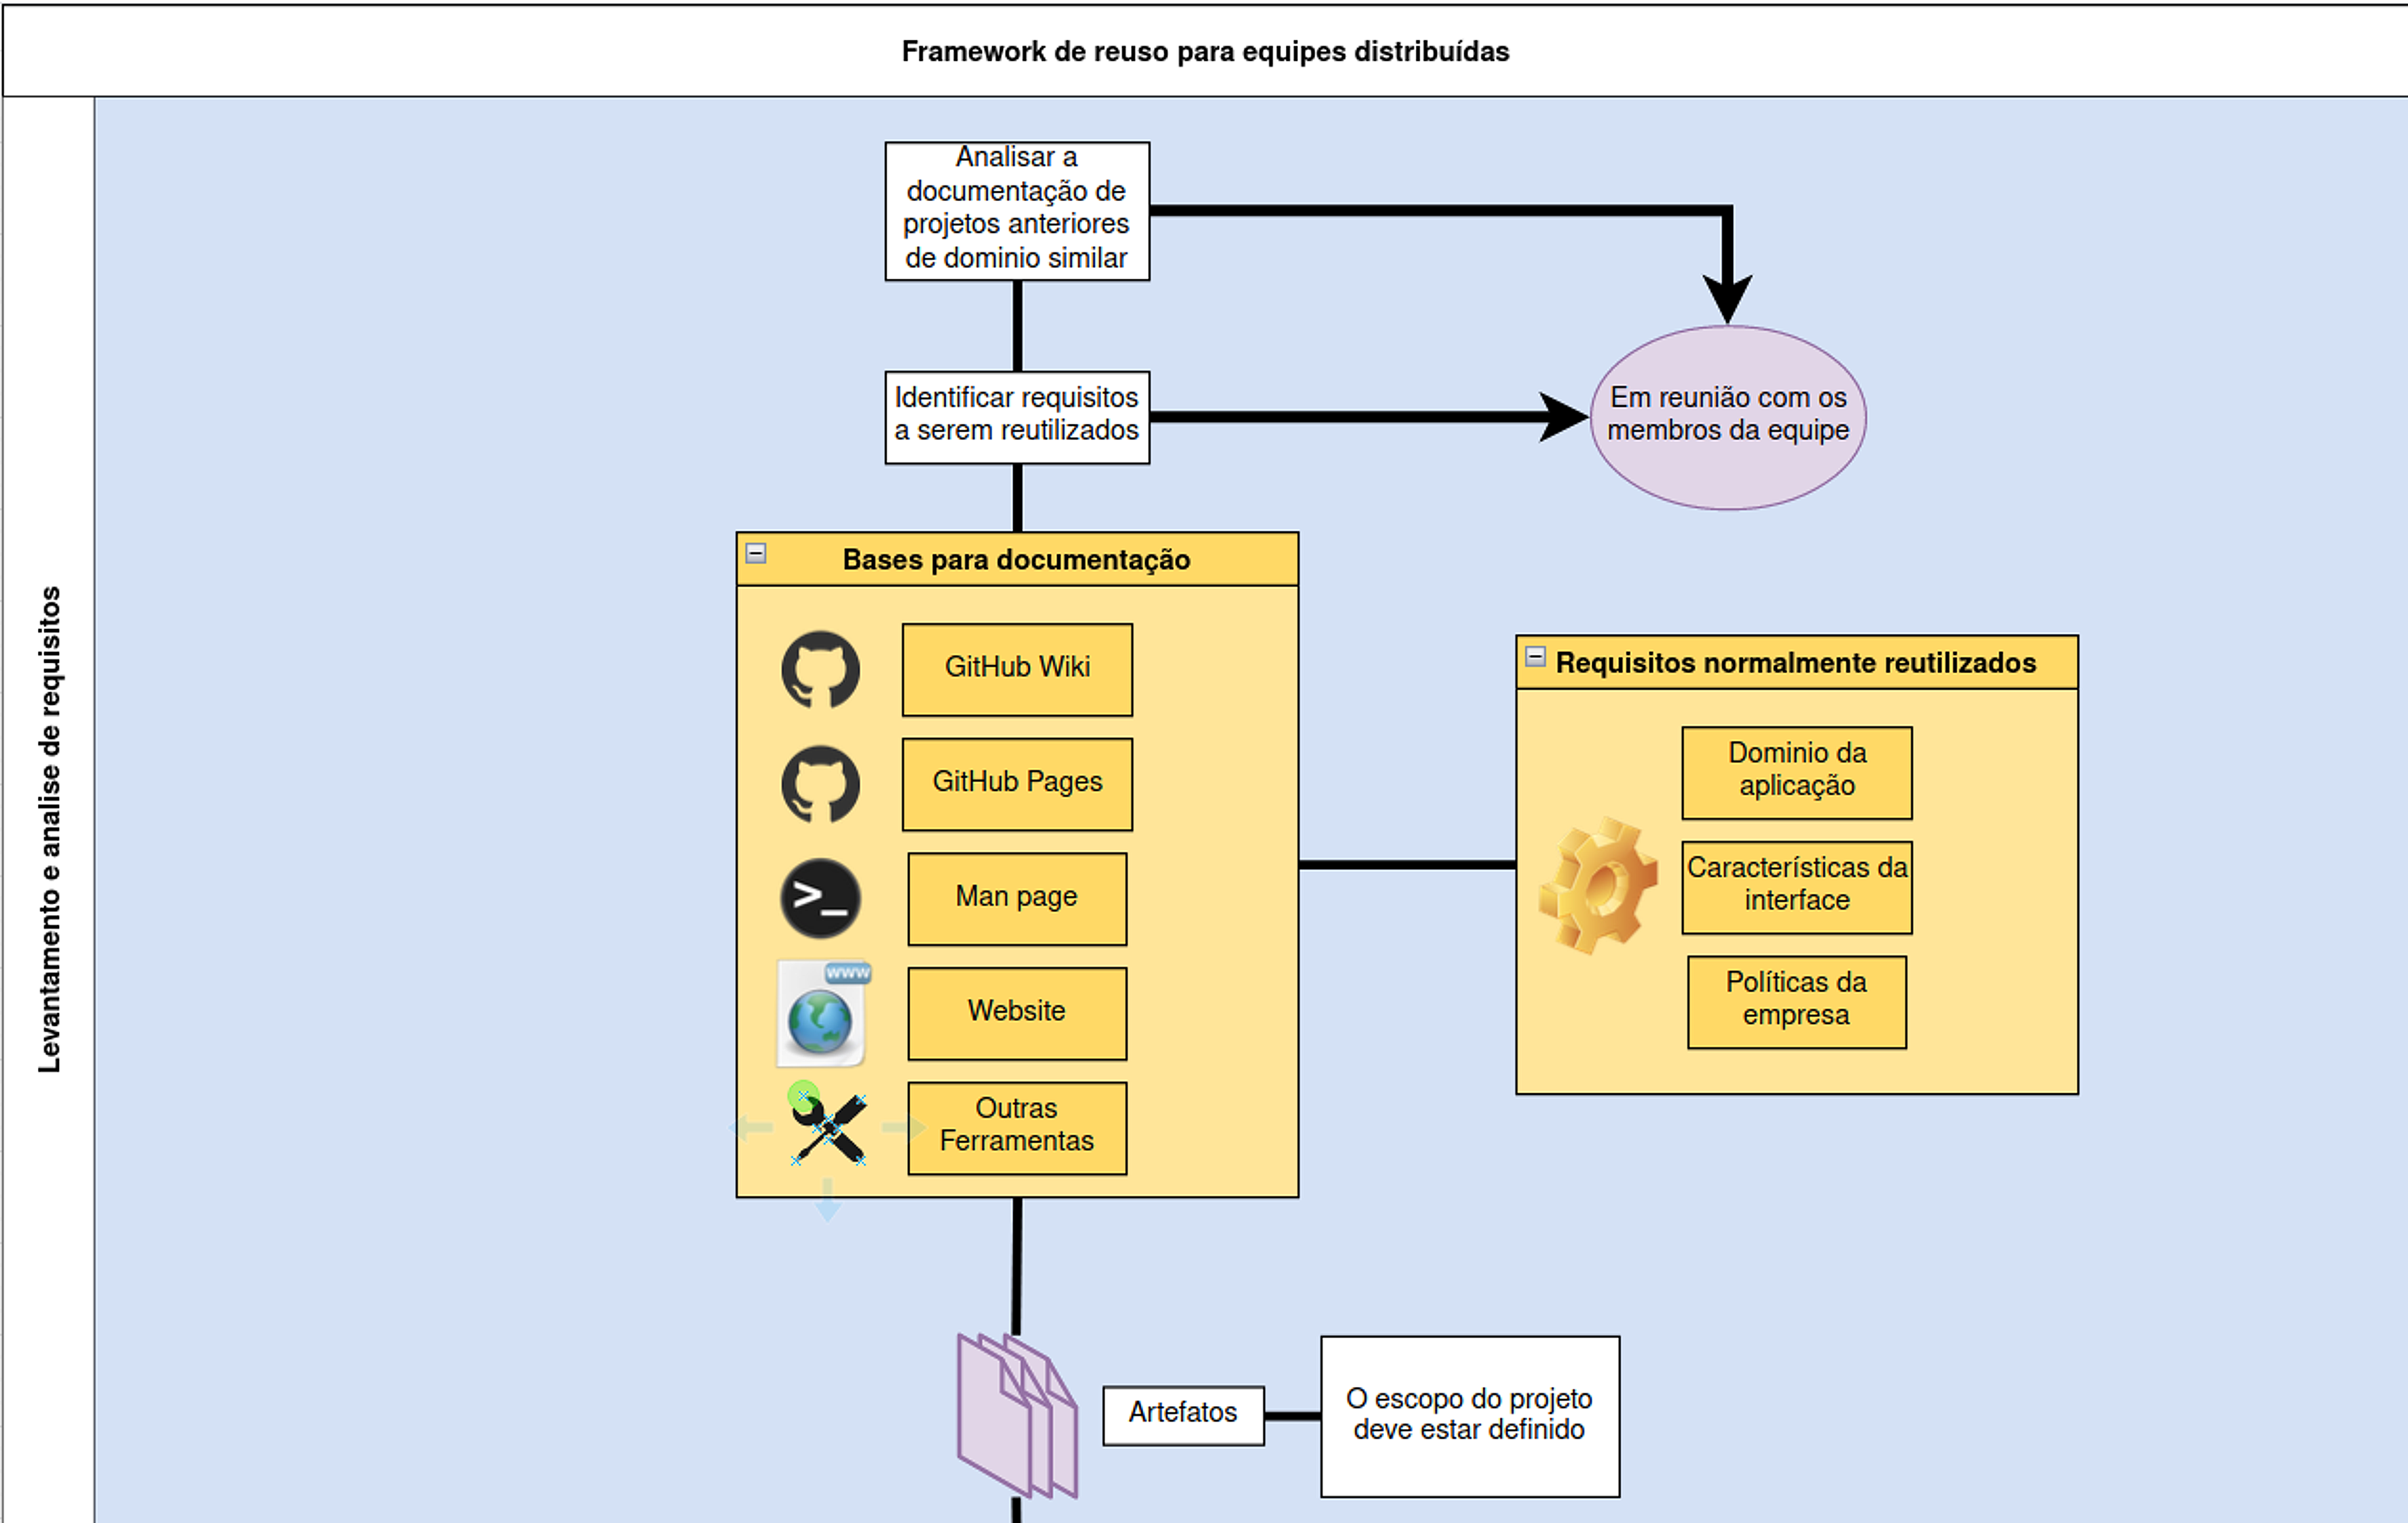 Framework de reuso para equipes distribuídas
Levantamento e analise de requisitos
Analisar a
documentação de
projetos anteriores
de dominio similar
Identificar requisitos
a serem reutilizados
Em reunião com os
membros da equipe
Bases para documentação
GitHub Wiki
GitHub Pages
>_
Man page
www
Website
Outras
Ferramentas
Requisitos normalmente reutilizados
Dominio da
aplicação
Características da
interface
Políticas da
empresa
Artefatos
O escopo do projeto
deve estar definido